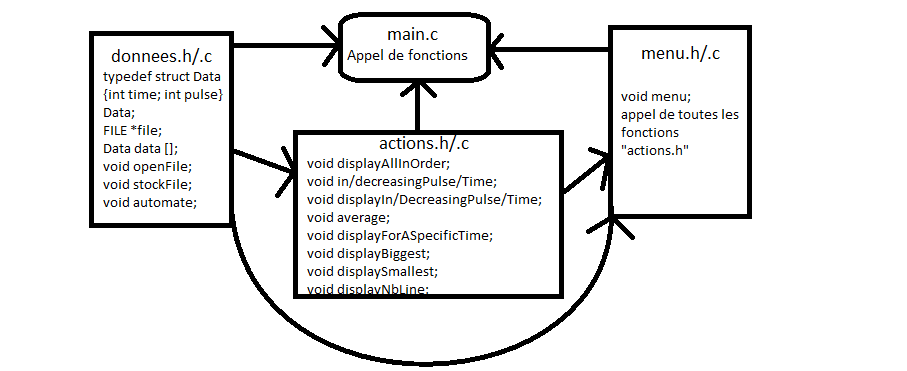 main.c
Appel de fonctions
donnees.h/.c
typedef struct Data
{int time; int pulse}
Data;
FILE *file;
Data data [];
void openFile;
void stockFile;
void automate;
actions.h/.c
void displayAllInOrder;
void in/decreasingPulse/Time;
void displayIn/DecreasingPulse/Time;
void average;
void displayForASpecificTime;
void displayBiggest;
void displaySmallest;
void displayNbLine;
menu.h/.c
void menu;
appel de toutes les
fonctions
"actions.h"